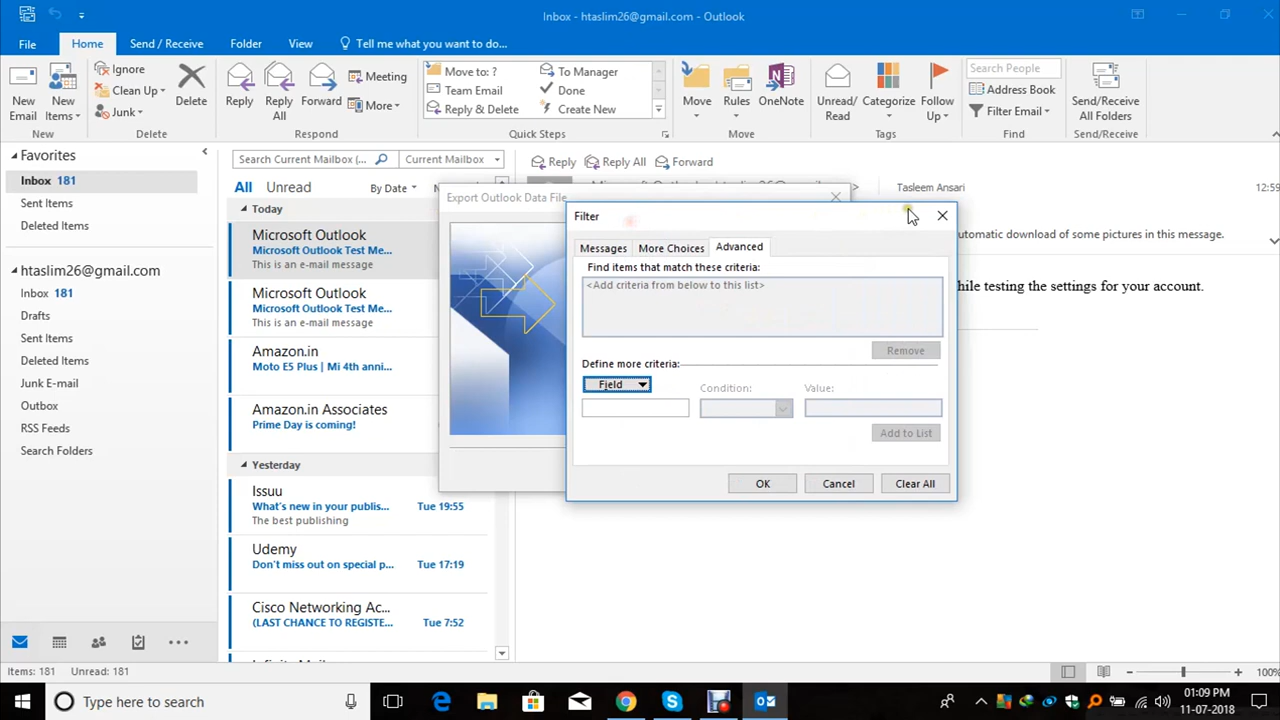 Inbox - htaslim26@gmail.com - Outlook
File Home Send / Receive Folder View Tell me what you want to do...
New Email
New Items
Ignore
Clean Up
Junk
Delete
Reply
Reply All
Forward
Meeting
More
Move to: ?
Team Email
Reply & Delete
To Manager
Done
Create New
Move
Rules
OneNote
Unread/ Read
Categorize
Follow Up
Search People
Address Book
Filter Email
Send/Receive All Folders
New Delete Respond Quick Steps Move Tags Find Send/Receive
Favorites
Inbox 181
Sent Items
Deleted Items
htaslim26@gmail.com
Inbox 181
Drafts
Sent Items
Deleted Items
Junk E-mail
Outbox
RSS Feeds
Search Folders
Search Current Mailbox (... Current Mailbox
All Unread By Date
Today
Microsoft Outlook
Microsoft Outlook Test Me...
This is an e-mail message
Microsoft Outlook
Microsoft Outlook Test Me...
This is an e-mail message
Amazon.in
Moto E5 Plus | Mi 4th anni...
Amazon.in Associates
Prime Day is coming!
Yesterday
Issuu
What's new in your publis... Tue 19:55
The best publishing
Udemy
Don't miss out on special p... Tue 17:19
Cisco Networking Ac...
(LAST CHANCE TO REGISTE... Tue 7:52
Reply Reply All Forward
Tasleem Ansari 12:59
automatic download of some pictures in this message.
while testing the settings for your account.
Export Outlook Data File
Filter
Messages More Choices Advanced
Find items that match these criteria:
<Add criteria from below to this list>
Remove
Define more criteria:
Field Condition: Value:
Add to List
OK Cancel Clear All
Items: 181 Unread: 181 100%
Type here to search
01:09 PM
11-07-2018